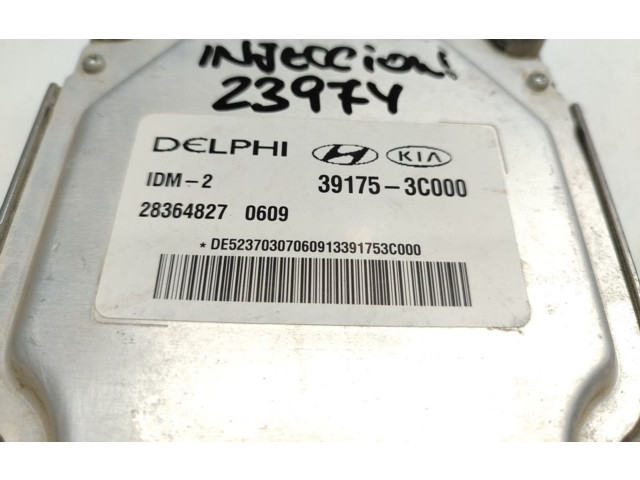 INJECCION!
23974
DELPHI KIA
IDM-2 39175-3C000
28364827 0609
* DE52370307060913391753C000